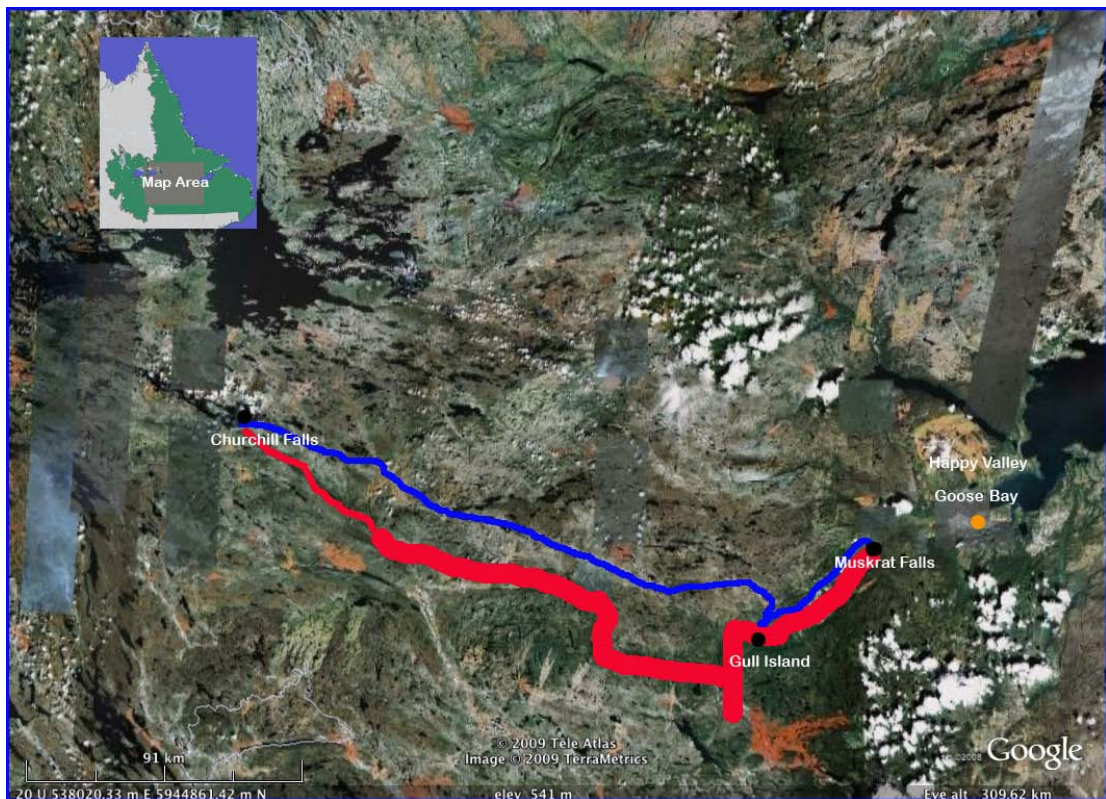 Map Area
Churchill Falls
Happy Valley
Goose Bay
Muskrat Falls
Gull Island
91 km
© 2009 Tele Atlas
Image © 2009 TerraMetrics
©2008 Google
20 U 538020.33 m E 5944861.42 m N elev 541 m Eye alt 309.62 km